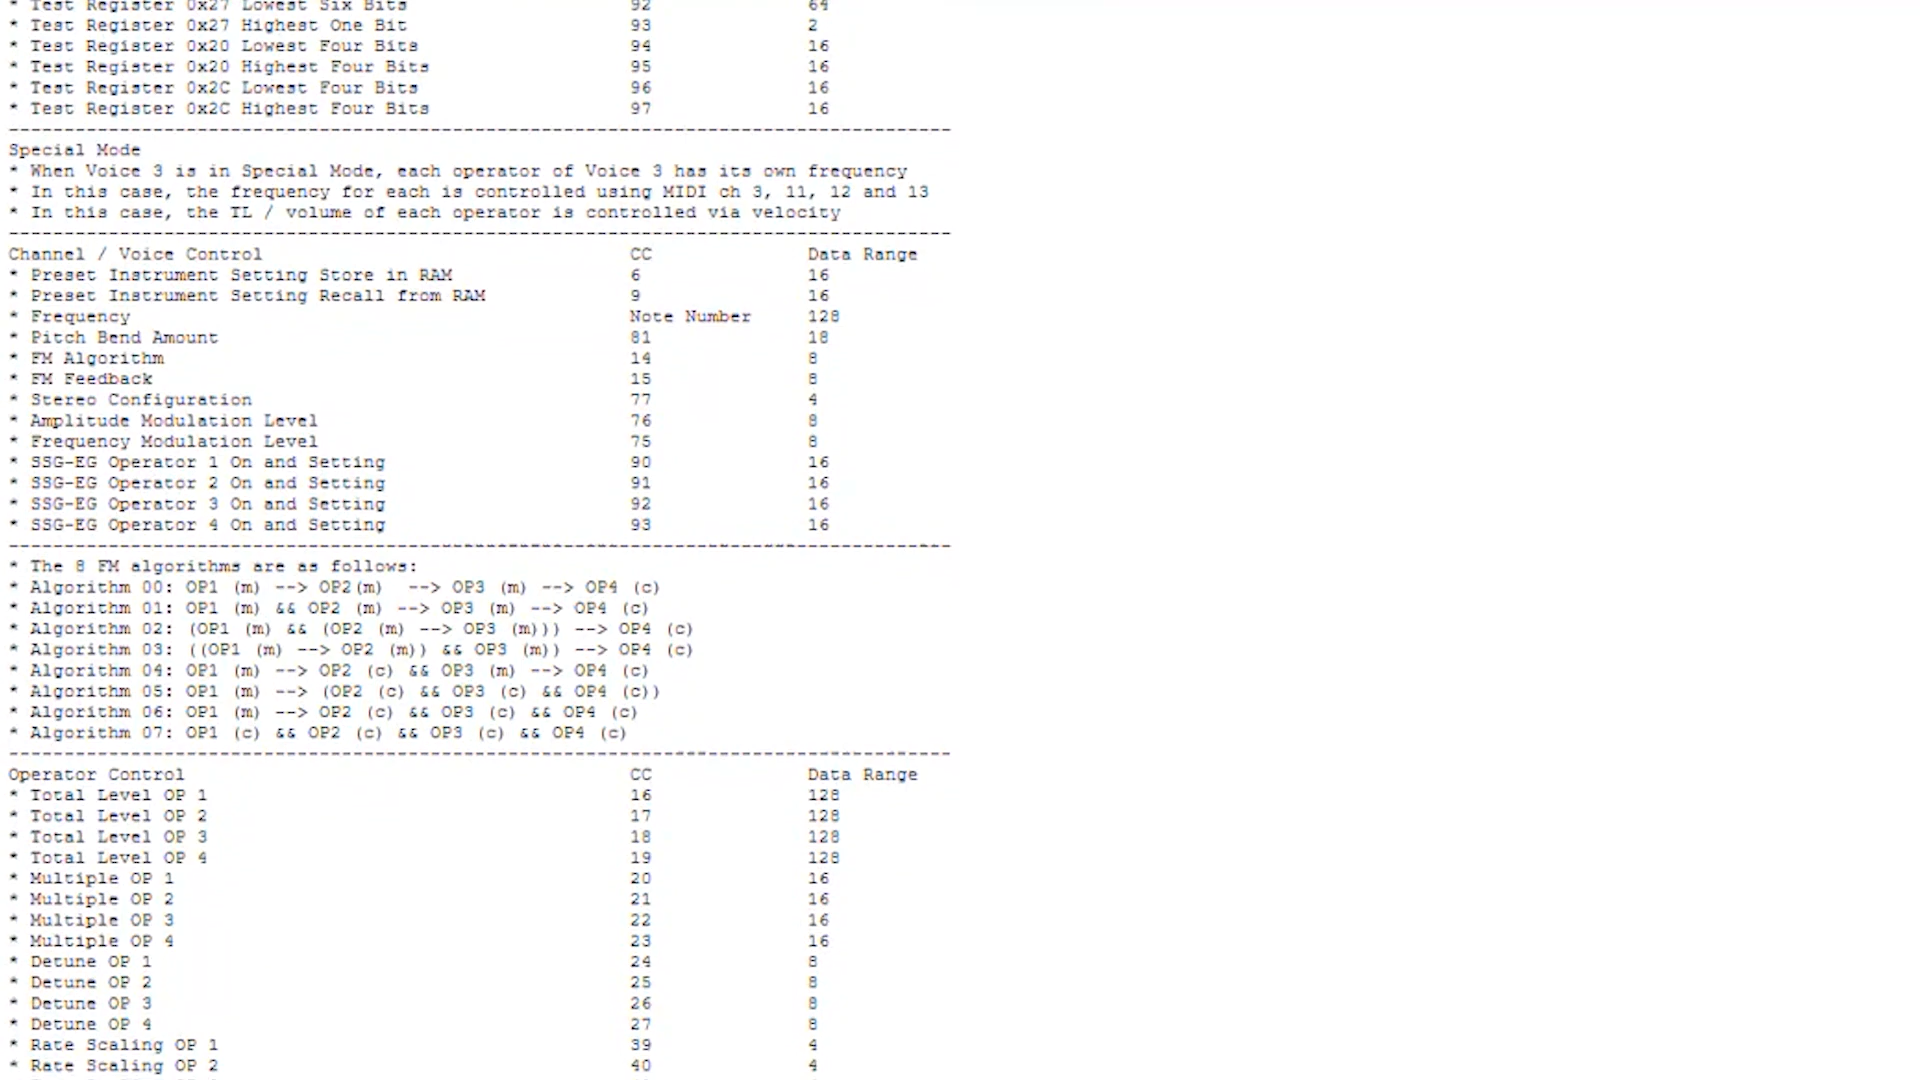 * Test Register 0x27 Lowest Six Bits 92 64
* Test Register 0x27 Highest One Bit 93 2
* Test Register 0x20 Lowest Four Bits 94 16
* Test Register 0x20 Highest Four Bits 95 16
* Test Register 0x2C Lowest Four Bits 96 16
* Test Register 0x2C Highest Four Bits 97 16
-------------------------------------------------------------------------------------
Special Mode
* When Voice 3 is in Special Mode, each operator of Voice 3 has its own frequency
* In this case, the frequency for each is controlled using MIDI ch 3, 11, 12 and 13
* In this case, the TL / volume of each operator is controlled via velocity
-------------------------------------------------------------------------------------
Channel / Voice Control CC Data Range
* Preset Instrument Setting Store in RAM 6 16
* Preset Instrument Setting Recall from RAM 9 16
* Frequency Note Number 128
* Pitch Bend Amount 81 18
* FM Algorithm 14 8
* FM Feedback 15 8
* Stereo Configuration 77 4
* Amplitude Modulation Level 76 8
* Frequency Modulation Level 75 8
* SSG-EG Operator 1 On and Setting 90 16
* SSG-EG Operator 2 On and Setting 91 16
* SSG-EG Operator 3 On and Setting 92 16
* SSG-EG Operator 4 On and Setting 93 16
-------------------------------------------------------------------------------------
* The 8 FM algorithms are as follows:
* Algorithm 00: OP1 (m) --> OP2(m)  --> OP3 (m) --> OP4 (c)
* Algorithm 01: OP1 (m) && OP2 (m) --> OP3 (m) --> OP4 (c)
* Algorithm 02: (OP1 (m) && (OP2 (m) --> OP3 (m))) --> OP4 (c)
* Algorithm 03: ((OP1 (m) --> OP2 (m)) && OP3 (m)) --> OP4 (c)
* Algorithm 04: OP1 (m) --> OP2 (c) && OP3 (m) --> OP4 (c)
* Algorithm 05: OP1 (m) --> (OP2 (c) && OP3 (c) && OP4 (c))
* Algorithm 06: OP1 (m) --> OP2 (c) && OP3 (c) && OP4 (c)
* Algorithm 07: OP1 (c) && OP2 (c) && OP3 (c) && OP4 (c)
-------------------------------------------------------------------------------------
Operator Control CC Data Range
* Total Level OP 1 16 128
* Total Level OP 2 17 128
* Total Level OP 3 18 128
* Total Level OP 4 19 128
* Multiple OP 1 20 16
* Multiple OP 2 21 16
* Multiple OP 3 22 16
* Multiple OP 4 23 16
* Detune OP 1 24 8
* Detune OP 2 25 8
* Detune OP 3 26 8
* Detune OP 4 27 8
* Rate Scaling OP 1 39 4
* Rate Scaling OP 2 40 4